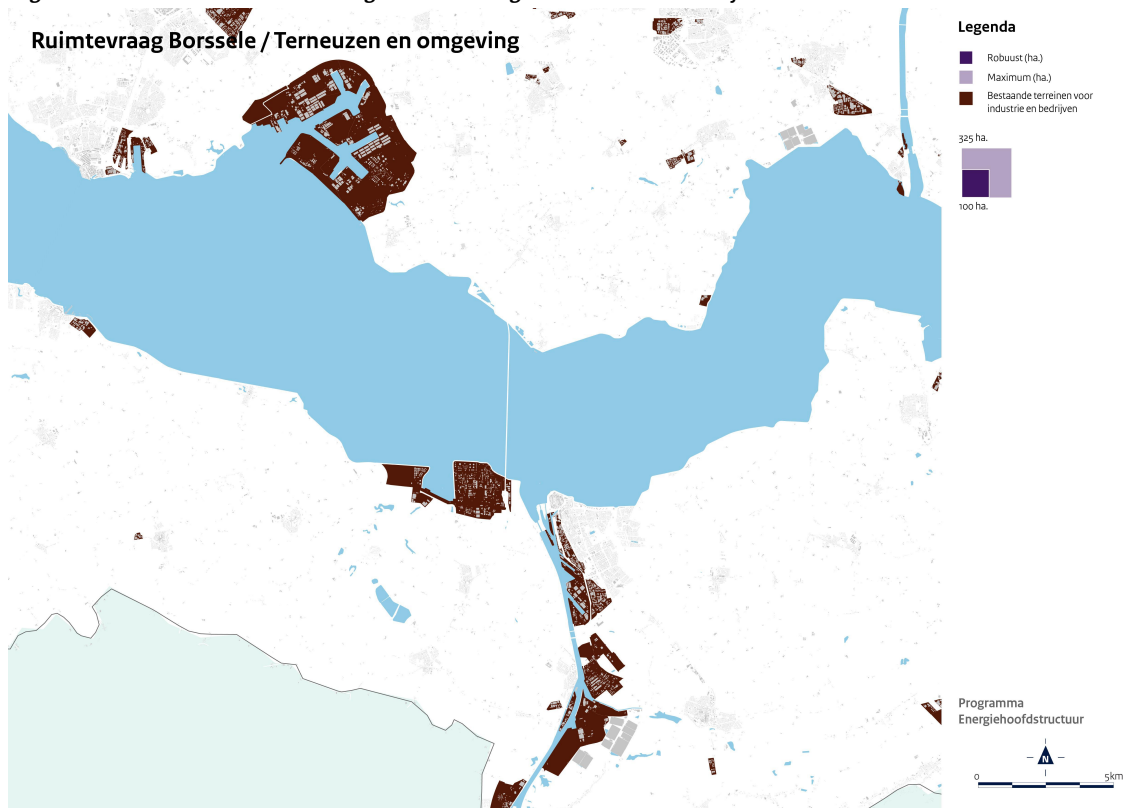 Ruimtevraag Borssele / Terneuzen en omgeving
Legenda
Robuust (ha.)
Maximum (ha.)
Bestaande terreinen voor
industrie en bedrijven
325 ha.
100 ha.
Programma
Energiehoofdstructuur
N
0 5km